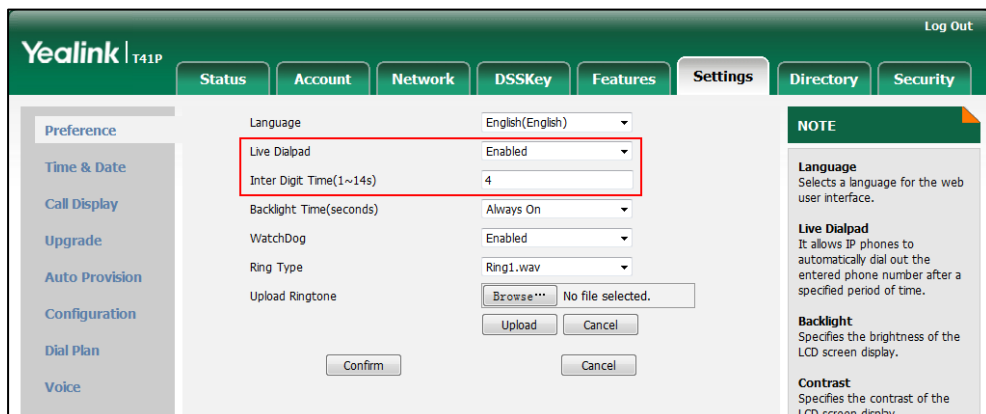 Log Out
Yealink | T41P
Status Account Network DSSKey Features Settings Directory Security
Preference
Time & Date
Call Display
Upgrade
Auto Provision
Configuration
Dial Plan
Voice
Language English(English)
Live Dialpad Enabled
Inter Digit Time(1~14s) 4
Backlight Time(seconds) Always On
WatchDog Enabled
Ring Type Ring1.wav
Upload Ringtone Browse... No file selected.
Upload Cancel
Confirm Cancel
NOTE
Language
Selects a language for the web
user interface.
Live Dialpad
It allows IP phones to
automatically dial out the
entered phone number after a
specified period of time.
Backlight
Specifies the brightness of the
LCD screen display.
Contrast
Specifies the contrast of the
LCD screen display